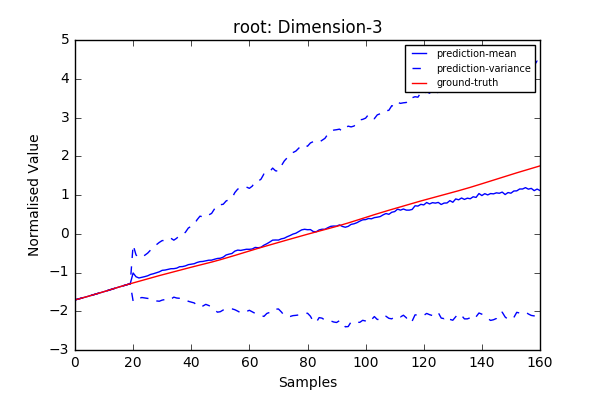 root: Dimension-3
5
4
3
2
1
0
−1
−2
−3
Normalised Value
prediction-mean
prediction-variance
ground-truth
0 20 40 60 80 100 120 140 160
Samples